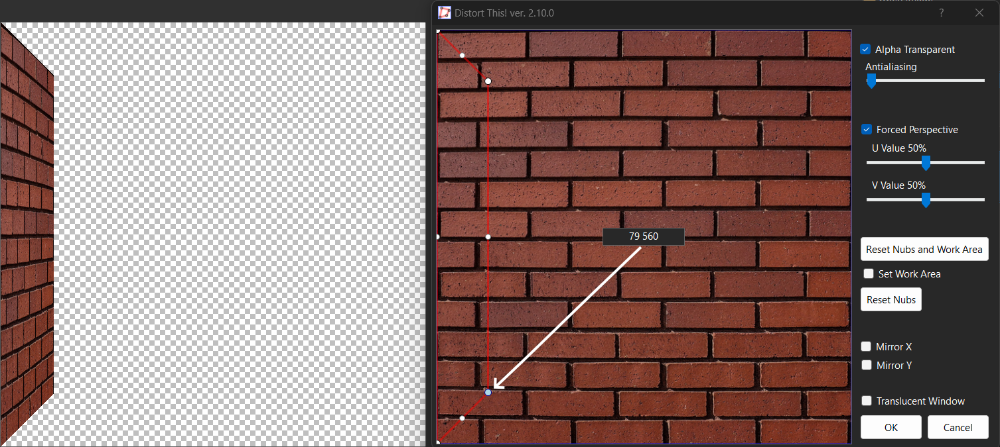 Distort This! ver. 2.10.0
?
79 560
Alpha Transparent
Antialiasing
Forced Perspective
U Value 50%
V Value 50%
Reset Nubs and Work Area
Set Work Area
Reset Nubs
Mirror X
Mirror Y
Translucent Window
OK
Cancel